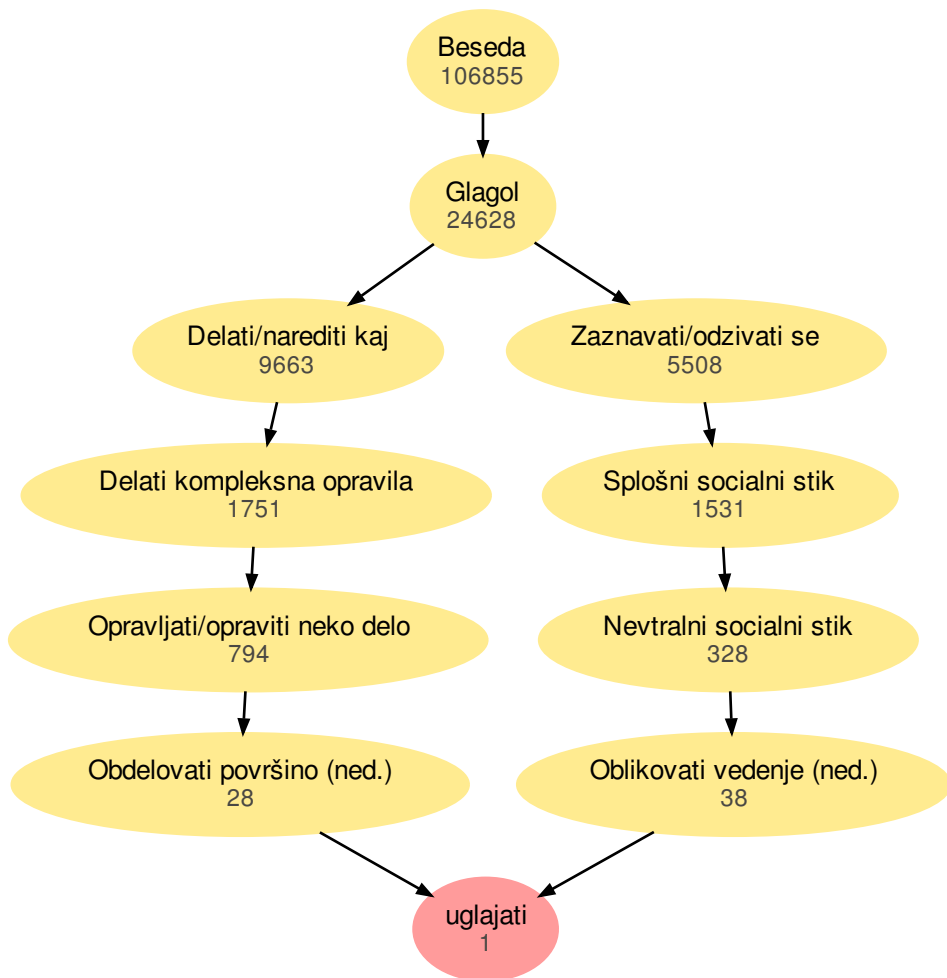 Beseda
106855
Glagol
24628
Delati/narediti kaj
9663
Zaznavati/odzivati se
5508
Delati kompleksna opravila
1751
Splošni socialni stik
1531
Opravljati/opraviti neko delo
794
Nevtralni socialni stik
328
Obdelovati površino (ned.)
28
Oblikovati vedenje (ned.)
38
uglajati
1